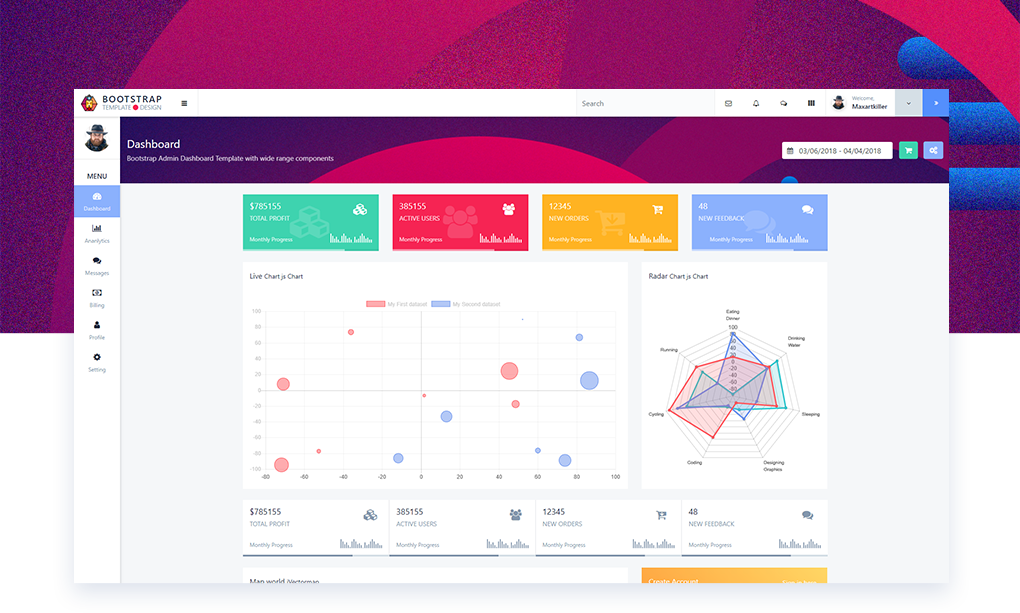 BOOTSTRAP
TEMPLATE DESIGN
Search
Welcome,
Maxartkiller
Dashboard
Bootstrap Admin Dashboard Template with wide range components
03/06/2018 - 04/04/2018
MENU
Dashboard
Ananlytics
Messages
Billing
Profile
Setting
$785155
TOTAL PROFIT
Monthly Progress
385155
ACTIVE USERS
Monthly Progress
12345
NEW ORDERS
Monthly Progress
48
NEW FEEDBACK
Monthly Progress
Live Chart js Chart
My First dataset
My Second dataset
100
80
60
40
20
0
-20
-40
-60
-80
-100
-80
-60
-40
-20
0
20
40
60
80
100
Radar Chart js Chart
Eating
Dinner
Drinking
Water
Sleeping
Designing
Graphics
Coding
Cycling
Running
100
80
60
40
20
0
-20
-40
-60
-80
$785155
TOTAL PROFIT
Monthly Progress
385155
ACTIVE USERS
Monthly Progress
12345
NEW ORDERS
Monthly Progress
48
NEW FEEDBACK
Monthly Progress
Map world /Vectormap
Create Account